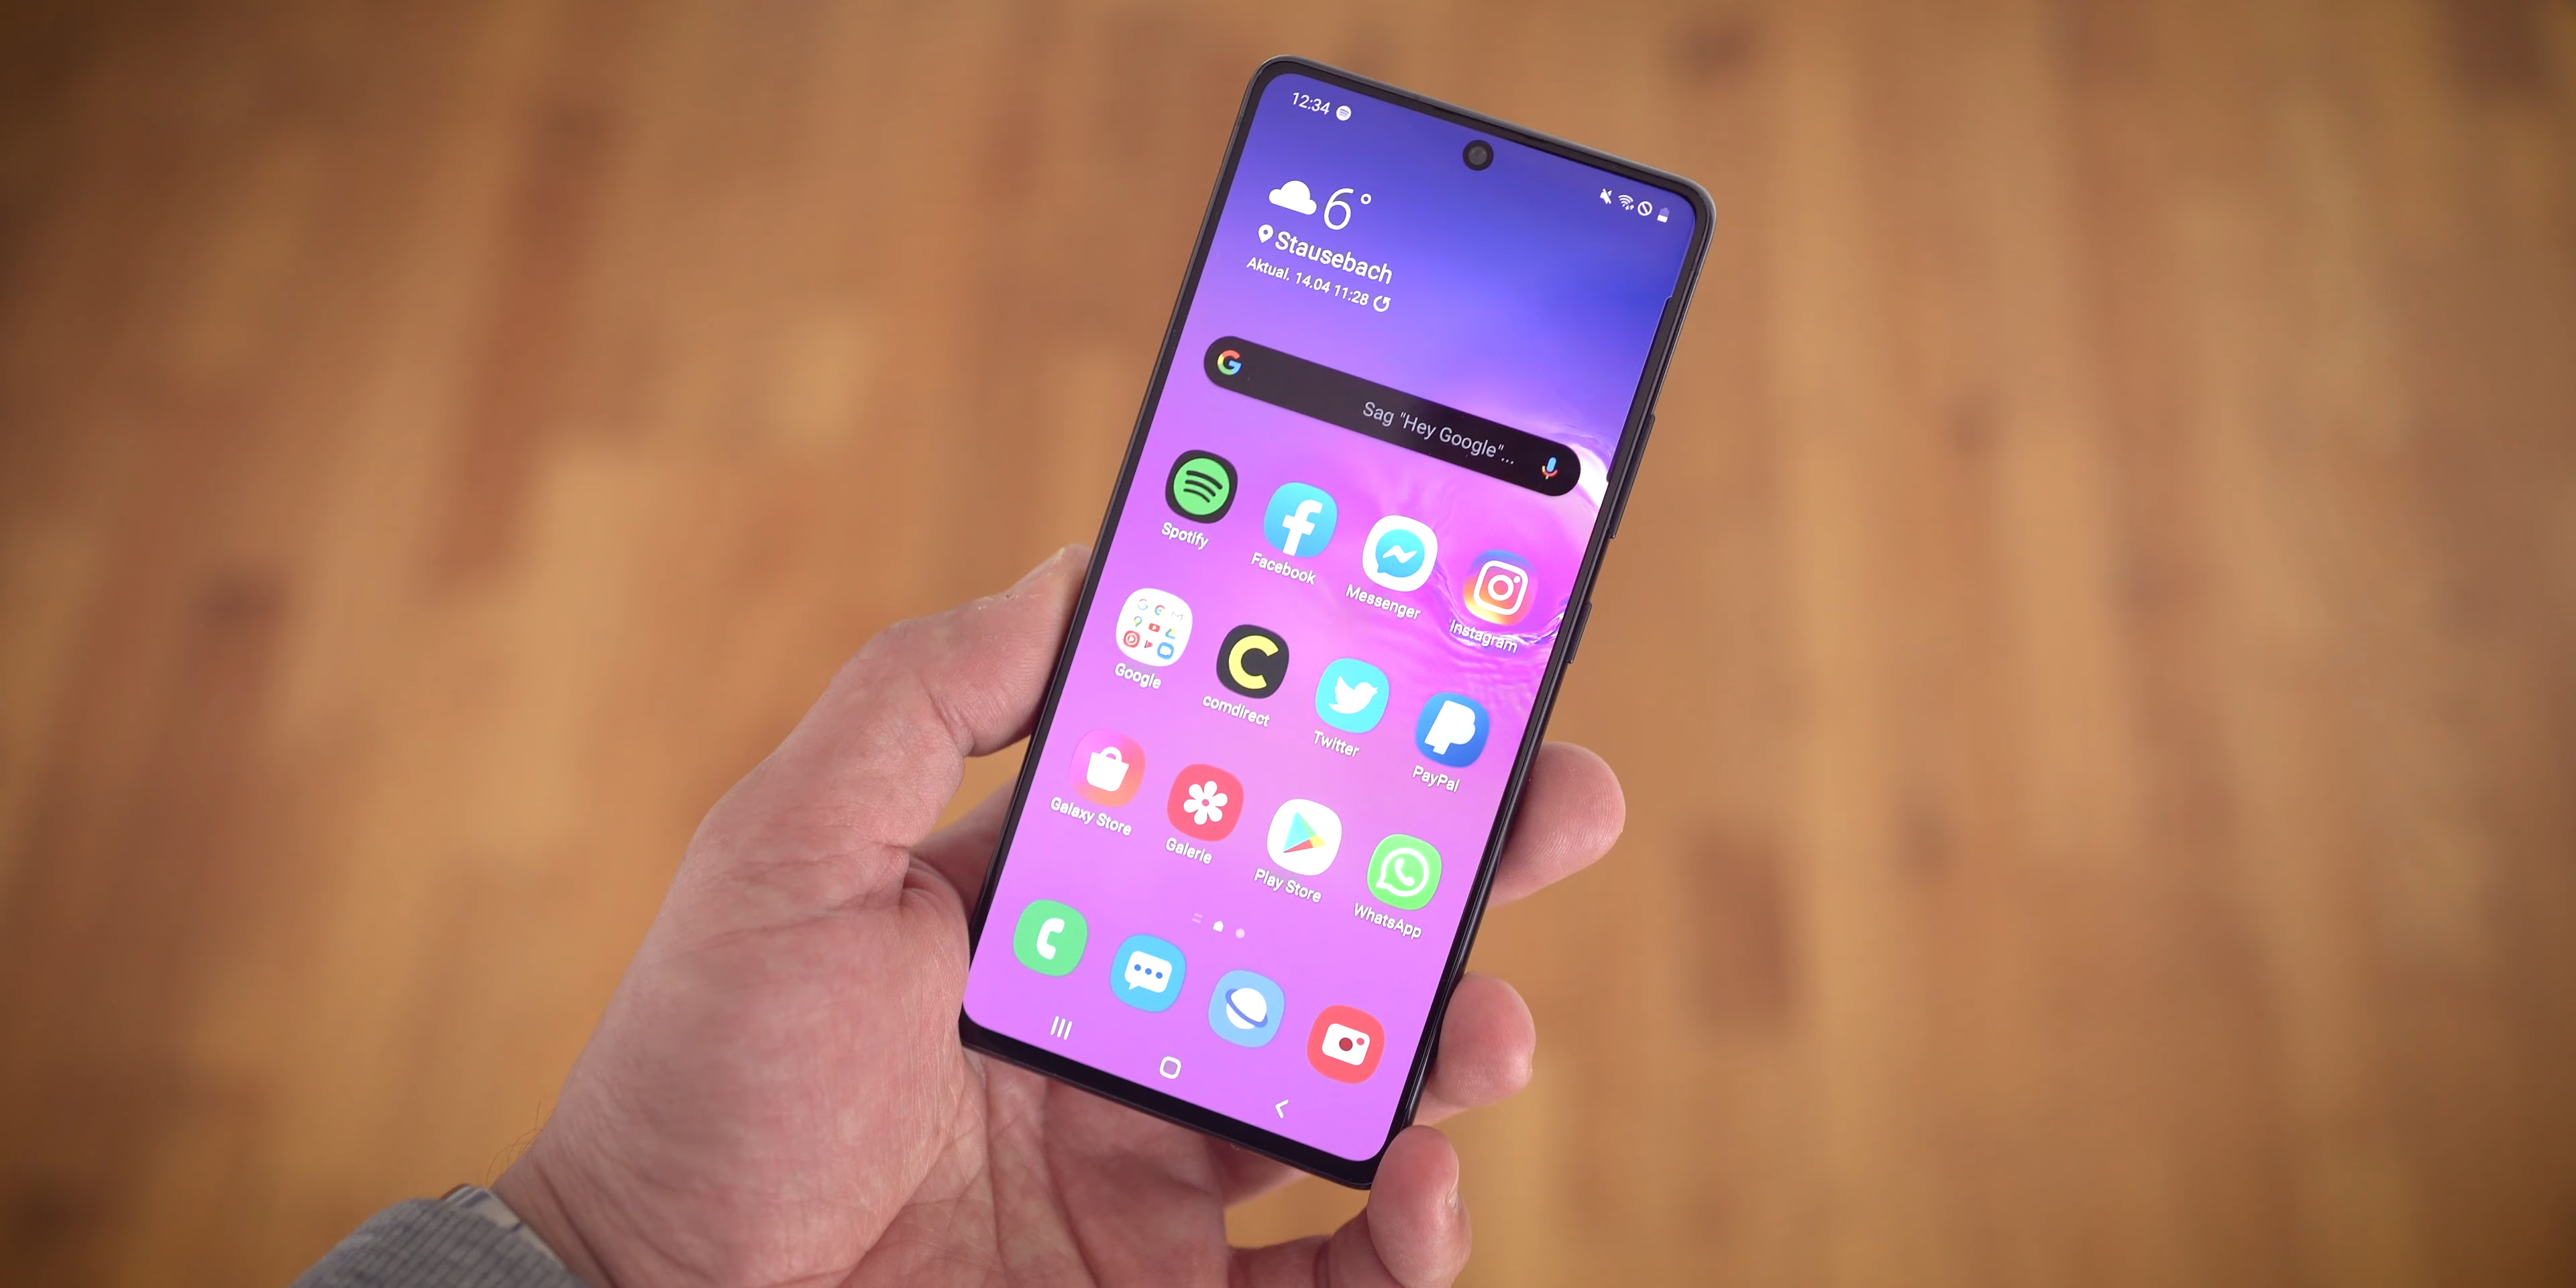 12:34
6°
Stausebach
Aktual. 14.04 11:28
Sag "Hey Google"...
Spotify
Facebook
Messenger
Instagram
Google
comdirect
Twitter
PayPal
Galaxy Store
Galerie
Play Store
WhatsApp